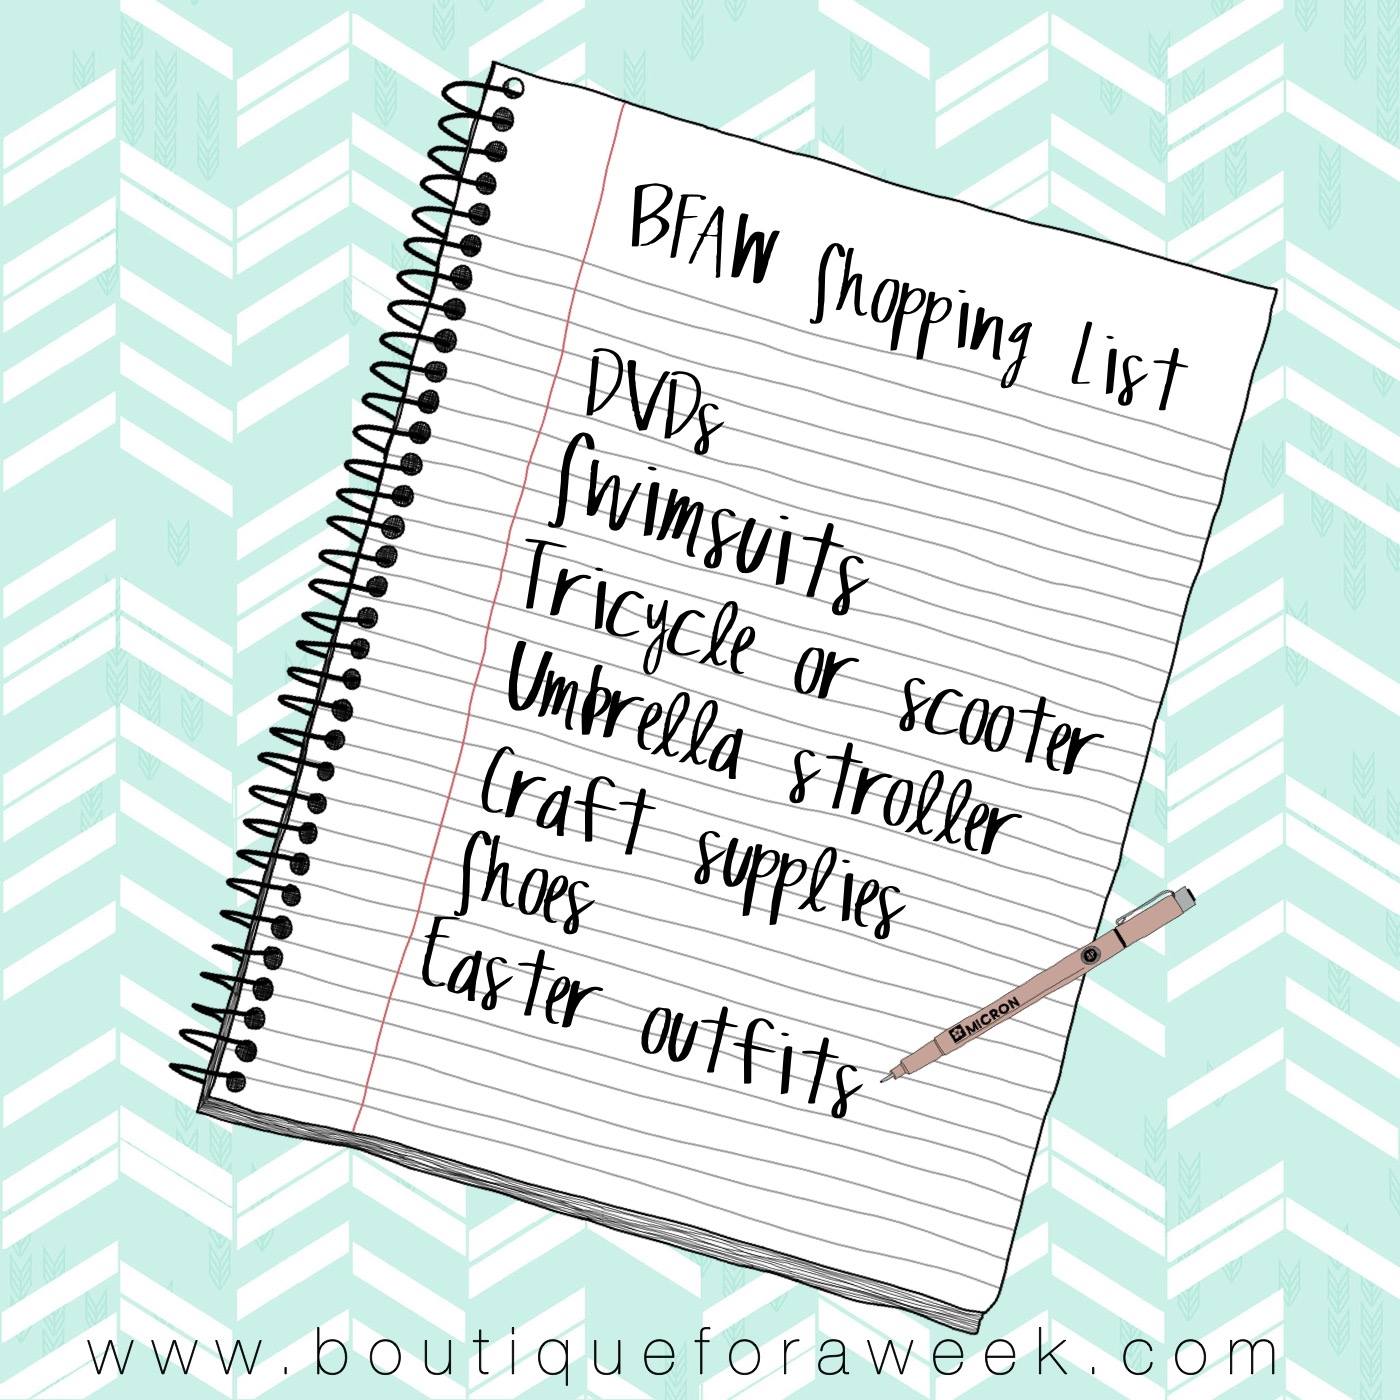 BFAW Shopping List
DVDs
Swimsuits
Tricycle or scooter
Umbrella stroller
Craft supplies
Shoes
Easter outfits
MICRON
www.boutiqueforaweek.com